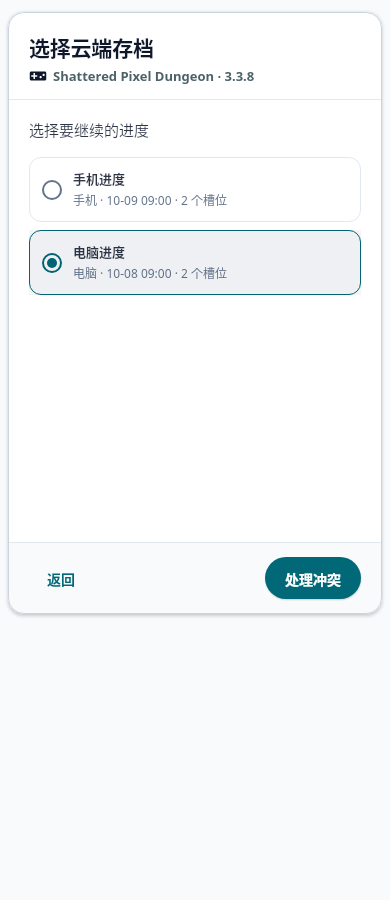 选择云端存档
Shattered Pixel Dungeon · 3.3.8
选择要继续的进度
手机进度
手机 · 10-09 09:00 · 2 个槽位
电脑进度
电脑 · 10-08 09:00 · 2 个槽位
返回
处理冲突